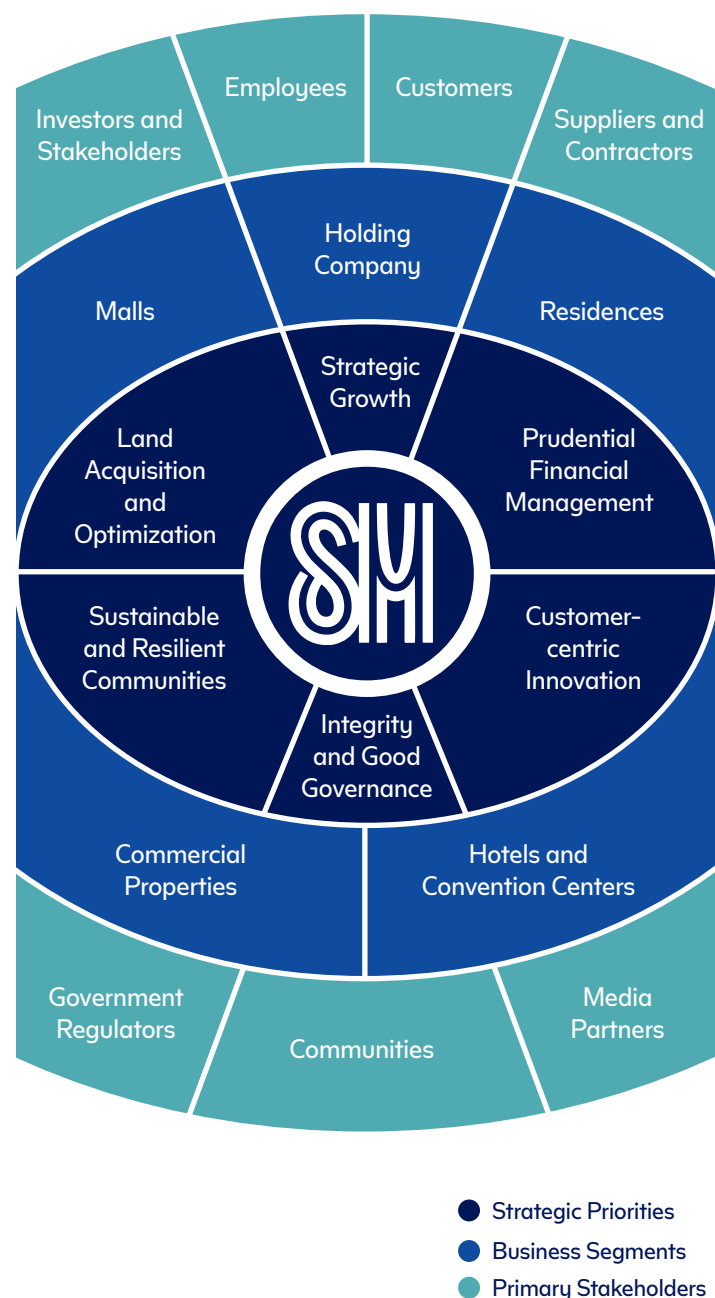 Employees
Customers
Investors and
Stakeholders
Suppliers and
Contractors
Holding
Company
Malls
Residences
Strategic
Growth
Land
Acquisition
and
Optimization
Prudential
Financial
Management
SM
Sustainable
and Resilient
Communities
Customer-
centric
Innovation
Integrity
and Good
Governance
Commercial
Properties
Hotels and
Convention Centers
Government
Regulators
Communities
Media
Partners
Strategic Priorities
Business Segments
Primary Stakeholders